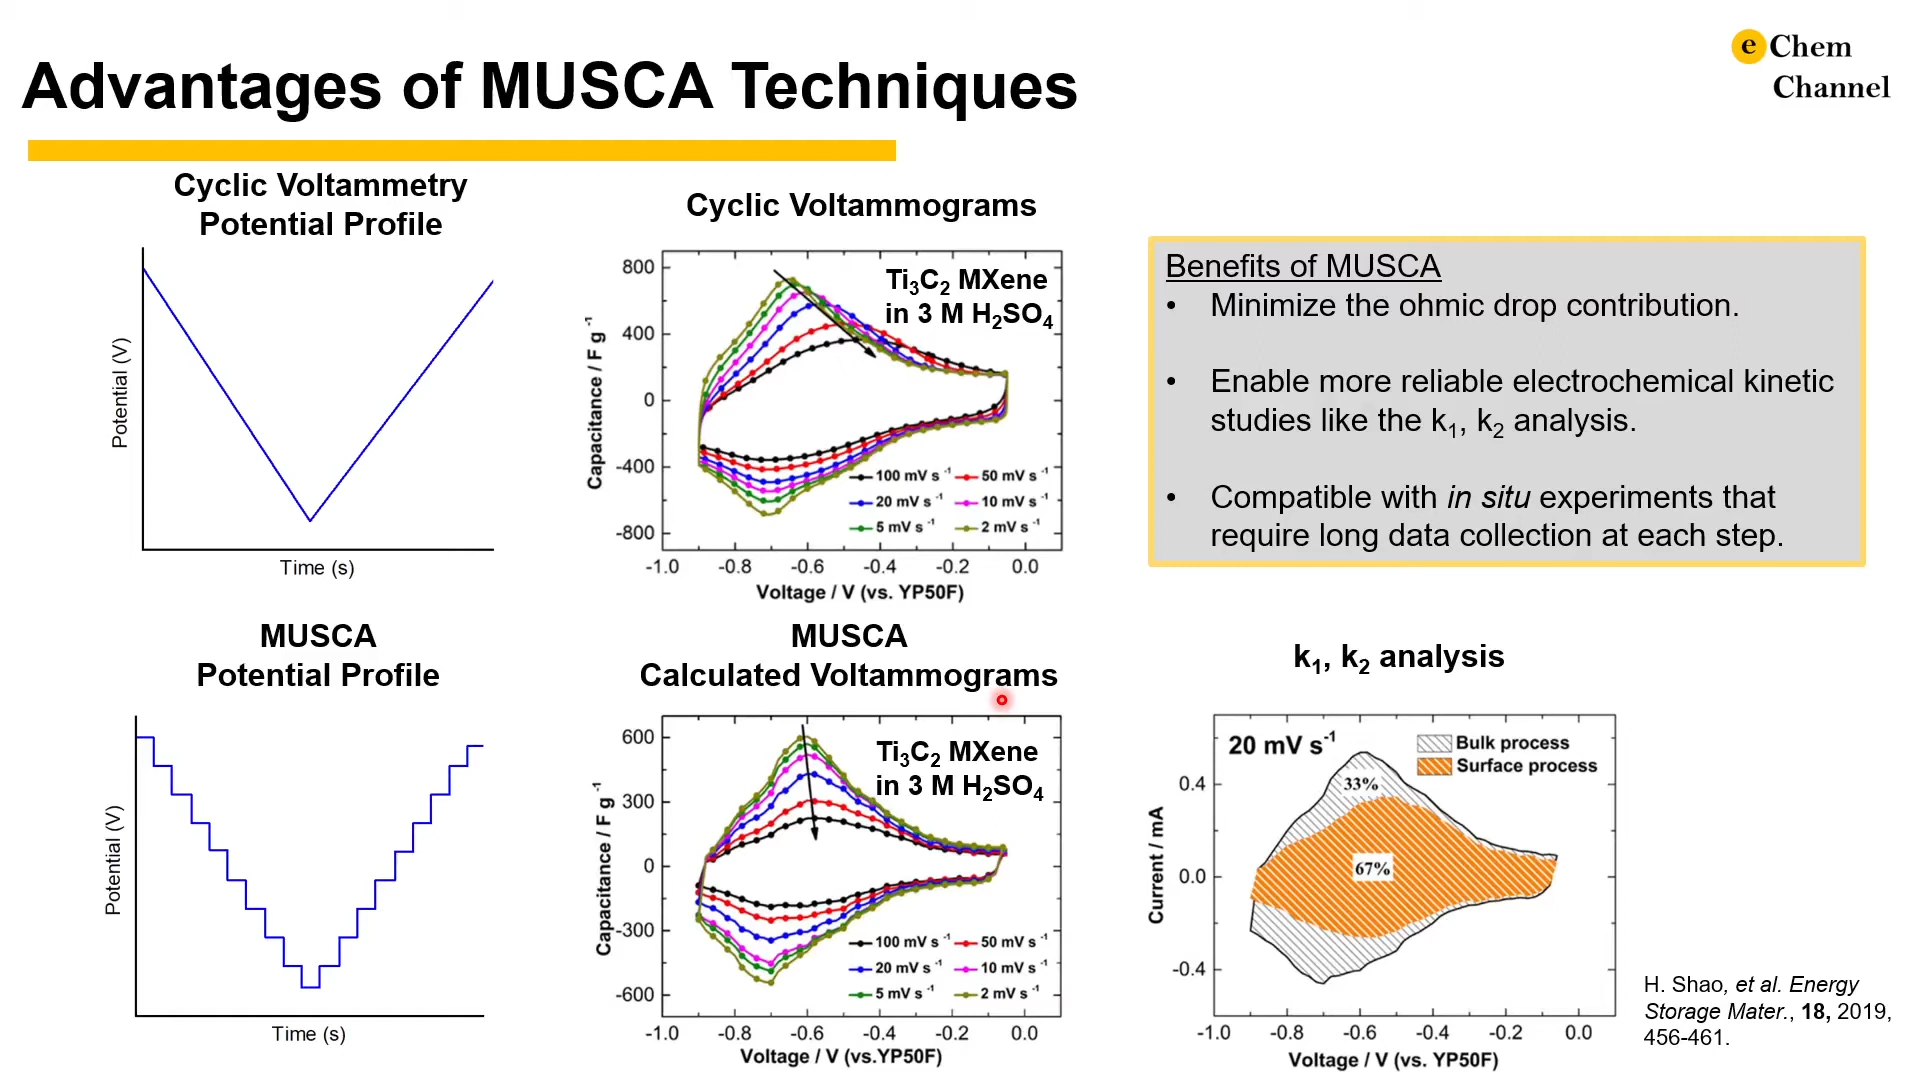 Advantages of MUSCA Techniques
e Chem
Channel
Cyclic Voltammetry
Potential Profile
Potential (V)
Time (s)
Cyclic Voltammograms
Ti₃C₂ MXene
in 3 M H₂SO₄
Capacitance / F g⁻¹
800
400
0
-400
-800
100 mV s⁻¹ 50 mV s⁻¹
20 mV s⁻¹ 10 mV s⁻¹
5 mV s⁻¹ 2 mV s⁻¹
-1.0 -0.8 -0.6 -0.4 -0.2 0.0
Voltage / V (vs. YP50F)
Benefits of MUSCA
• Minimize the ohmic drop contribution.
• Enable more reliable electrochemical kinetic
studies like the k₁, k₂ analysis.
• Compatible with in situ experiments that
require long data collection at each step.
MUSCA
Potential Profile
Potential (V)
Time (s)
MUSCA
Calculated Voltammograms
Ti₃C₂ MXene
in 3 M H₂SO₄
Capacitance / F g⁻¹
600
300
0
-300
-600
100 mV s⁻¹ 50 mV s⁻¹
20 mV s⁻¹ 10 mV s⁻¹
5 mV s⁻¹ 2 mV s⁻¹
-1.0 -0.8 -0.6 -0.4 -0.2 0.0
Voltage / V (vs.YP50F)
k₁, k₂ analysis
20 mV s⁻¹
Bulk process
Surface process
33%
67%
Current / mA
0.4
0.0
-0.4
-1.0 -0.8 -0.6 -0.4 -0.2 0.0
Voltage / V (vs. YP50F)
H. Shao, et al. Energy
Storage Mater., 18, 2019,
456-461.